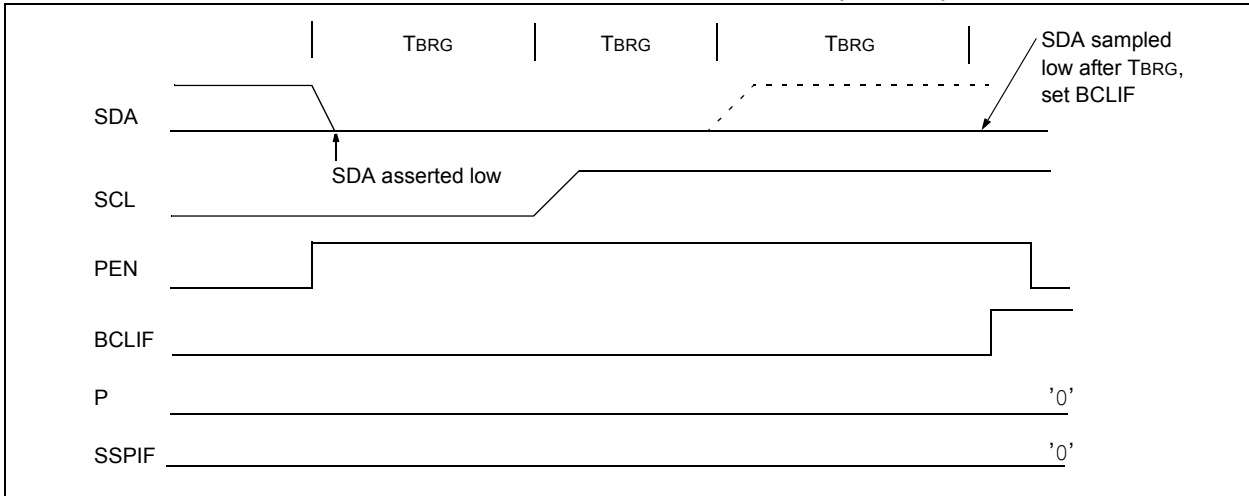 TBRG TBRG TBRG
SDA sampled
low after TBRG,
set BCLIF
SDA
SDA asserted low
SCL
PEN
BCLIF
P '0'
SSPIF '0'